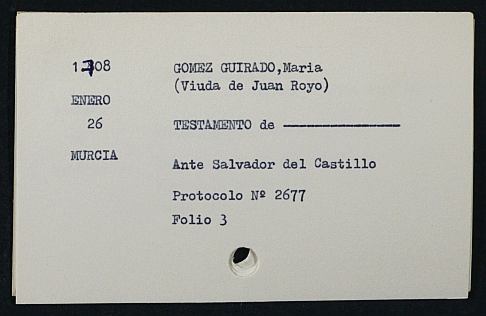 1708
GOMEZ GUIRADO,Maria
(Viuda de Juan Royo)
ENERO
26
TESTAMENTO de ————————
MURCIA
Ante Salvador del Castillo
Protocolo Nº 2677
Folio 3